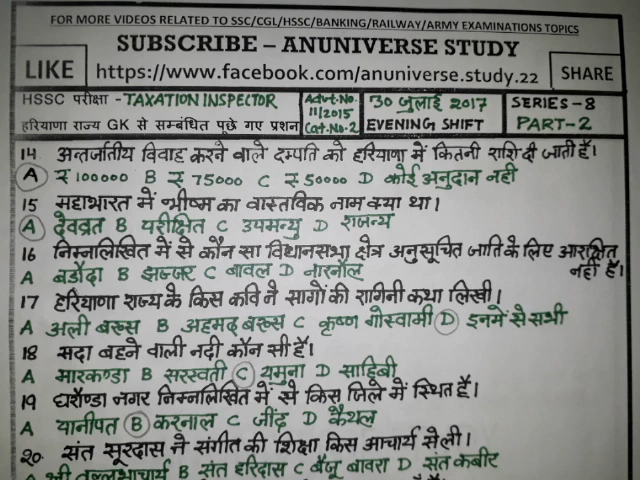 FOR MORE VIDEOS RELATED TO SSC/CGL/HSSC/BANKING/RAILWAY/ARMY EXAMINATIONS TOPICS
SUBSCRIBE – ANUNIVERSE STUDY
LIKE https://www.facebook.com/anuniverse.study.22 SHARE
HSSC परीक्षा - TAXATION INSPECTOR Advt.No. 30 जुलाई 2017 SERIES-8
11/2015
हरियाणा राज्य GK से सम्बंधित पूछे गए प्रशन Cat.No-2 EVENING SHIFT PART-2
14 अन्तर्जातीय विवाह करने वाले दम्पति को हरियाणा में कितनी राशि दी जाती है।
A ₹ 100000 B ₹ 75000 C ₹ 50000 D कोई अनुदान नही
15 महाभारत में भीष्म का वास्तविक नाम क्या था।
A देवव्रत B परीक्षित C उपमन्यु D राजन्य
16 निम्नलिखित में से कौन सा विधानसभा क्षेत्र अनुसूचित जाति के लिए आरक्षित
नहीं है।
A बडौदा B झज्जर C बावल D नारनौल
17 हरियाणा राज्य के किस कवि ने सागों की रागिनी कथा लिखी।
A अली बख्स B अहमद बख्स C कृष्ण गोस्वामी D इनमें से सभी
18 सदा बहने वाली नदी कौन सी है।
A मारकण्डा B सरस्वती C यमुना D साहिबी
19 घरौण्डा नगर निम्नलिखित में से किस जिले में स्थित है।
A पानीपत B करनाल C जींद D कैथल
20. संत सूरदास ने संगीत की शिक्षा किस आचार्य से ली।
B संत हरिदास C बैजू बावरा D संत कबीर